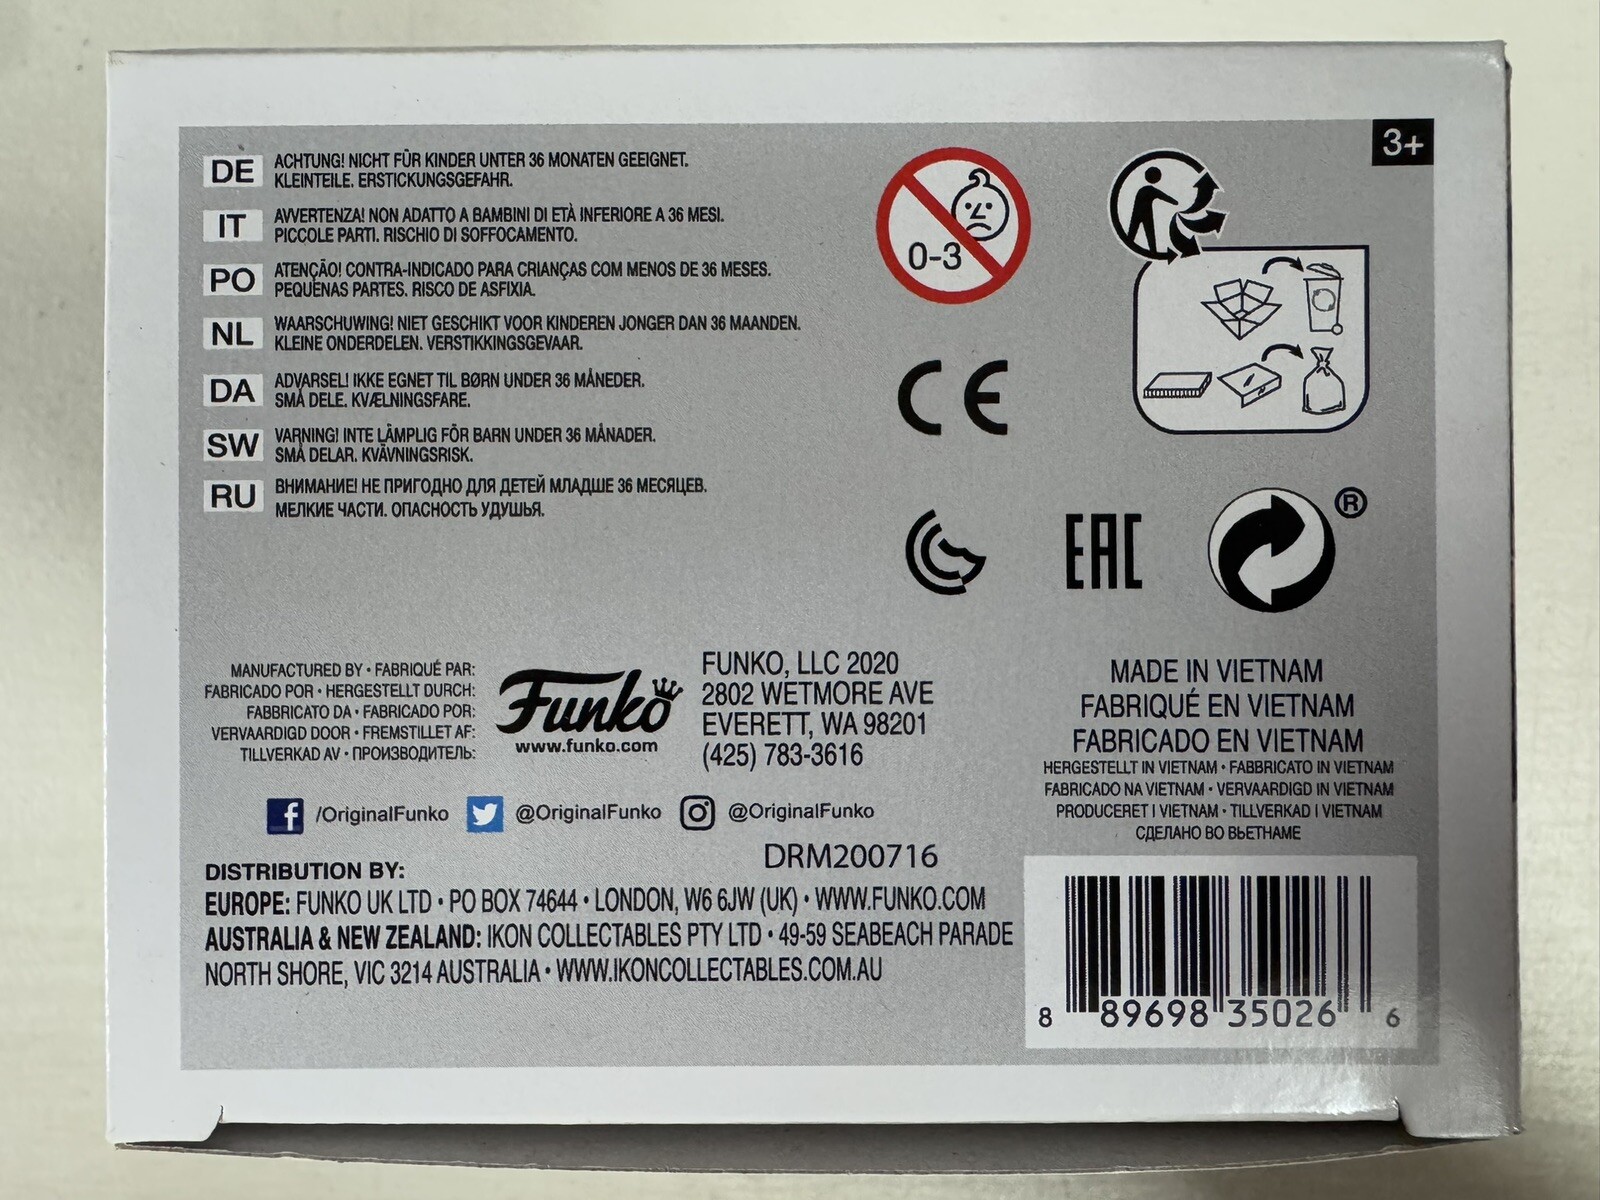 3+
DE
ACHTUNG! NICHT FÜR KINDER UNTER 36 MONATEN GEEIGNET.
KLEINTEILE. ERSTICKUNGSGEFAHR.
IT
AVVERTENZA! NON ADATTO A BAMBINI DI ETÀ INFERIORE A 36 MESI.
PICCOLE PARTI. RISCHIO DI SOFFOCAMENTO.
PO
ATENÇÃO! CONTRA-INDICADO PARA CRIANÇAS COM MENOS DE 36 MESES.
PEQUENAS PARTES. RISCO DE ASFIXIA.
NL
WAARSCHUWING! NIET GESCHIKT VOOR KINDEREN JONGER DAN 36 MAANDEN.
KLEINE ONDERDELEN. VERSTIKKINGSGEVAAR.
DA
ADVARSEL! IKKE EGNET TIL BØRN UNDER 36 MÅNEDER.
SMÅ DELE. KVÆLNINGSFARE.
SW
VARNING! INTE LÄMPLIG FÖR BARN UNDER 36 MÅNADER.
SMÅ DELAR. KVÄVNINGSRISK.
RU
ВНИМАНИЕ! НЕ ПРИГОДНО ДЛЯ ДЕТЕЙ МЛАДШЕ 36 МЕСЯЦЕВ.
МЕЛКИЕ ЧАСТИ. ОПАСНОСТЬ УДУШЬЯ.
0-3
CE
EAC
®
MANUFACTURED BY • FABRIQUÉ PAR:
FABRICADO POR • HERGESTELLT DURCH:
FABBRICATO DA • FABRICADO POR:
VERVAARDIGD DOOR • FREMSTILLET AF:
TILLVERKAD AV • ПРОИЗВОДИТЕЛЬ:
Funko
www.funko.com
FUNKO, LLC 2020
2802 WETMORE AVE
EVERETT, WA 98201
(425) 783-3616
MADE IN VIETNAM
FABRIQUÉ EN VIETNAM
FABRICADO EN VIETNAM
HERGESTELLT IN VIETNAM • FABBRICATO IN VIETNAM
FABRICADO NA VIETNAM • VERVAARDIGD IN VIETNAM
PRODUCERET I VIETNAM • TILLVERKAD I VIETNAM
СДЕЛАНО ВО ВЬЕТНАМЕ
/OriginalFunko @OriginalFunko @OriginalFunko
DRM200716
DISTRIBUTION BY:
EUROPE: FUNKO UK LTD • PO BOX 74644 • LONDON, W6 6JW (UK) • WWW.FUNKO.COM
AUSTRALIA & NEW ZEALAND: IKON COLLECTABLES PTY LTD • 49-59 SEABEACH PARADE
NORTH SHORE, VIC 3214 AUSTRALIA • WWW.IKONCOLLECTABLES.COM.AU
8 89698 35026 6